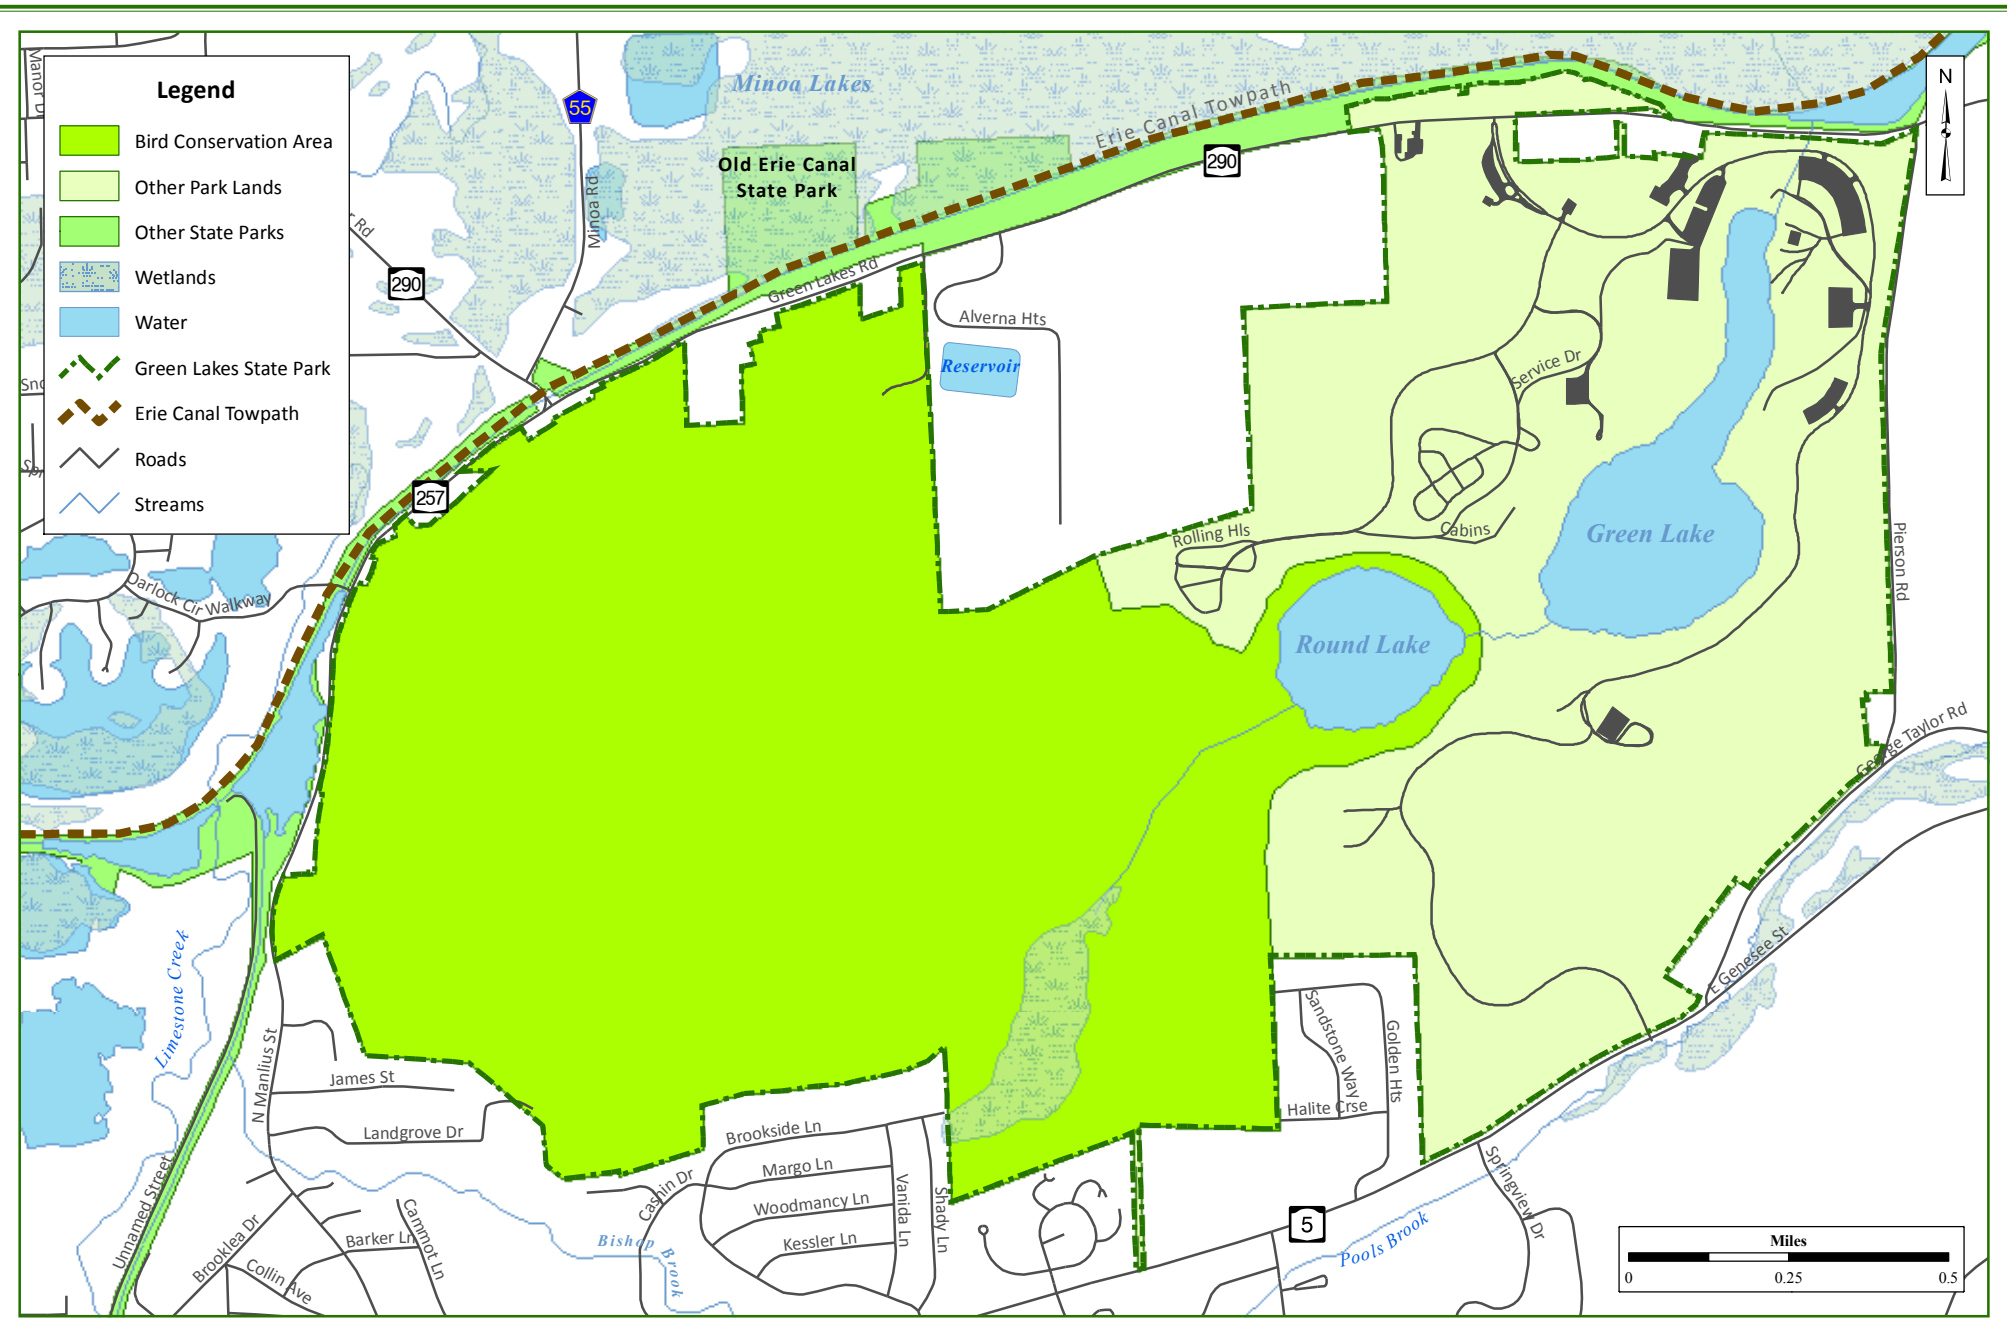 Legend
Bird Conservation Area
Other Park Lands
Other State Parks
Wetlands
Water
Green Lakes State Park
Erie Canal Towpath
Roads
Streams
55
Minoa Lakes
Minoa Rd
Old Erie Canal
State Park
Erie Canal Towpath
290
N
290
Green Lakes Rd
Alverna Hts
Reservoir
Service Dr
257
Rolling Hls
Cabins
Green Lake
Pierson Rd
Round Lake
Oarlock Cir Walkway
George Taylor Rd
E Genesee St
Limestone Creek
N Manlius St
James St
Landgrove Dr
Sandstone Way
Golden Hts
Halite Crse
Brookside Ln
Margo Ln
Woodmancy Ln
Kessler Ln
Vanida Ln
Shady Ln
Cashin Dr
Springview Dr
5
Pools Brook
Unnamed Street
Brooklea Dr
Collin Ave
Barker Ln
Cammot Ln
Bishop Brook
Miles
0 0.25 0.5